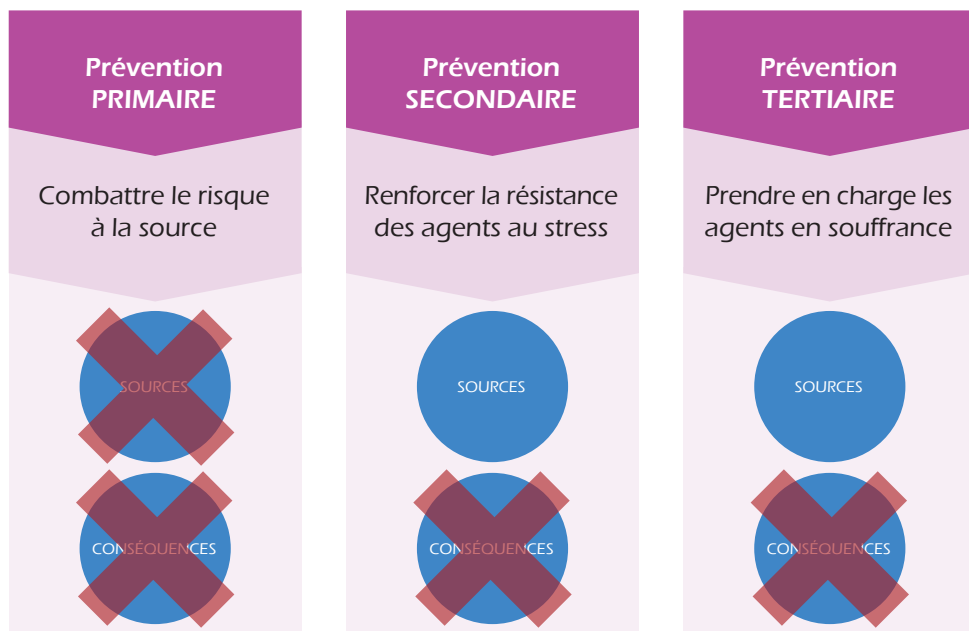 Prévention
PRIMAIRE
Combattre le risque
à la source
SOURCES
CONSÉQUENCES
Prévention
SECONDAIRE
Renforcer la résistance
des agents au stress
SOURCES
CONSÉQUENCES
Prévention
TERTIAIRE
Prendre en charge les
agents en souffrance
SOURCES
CONSÉQUENCES